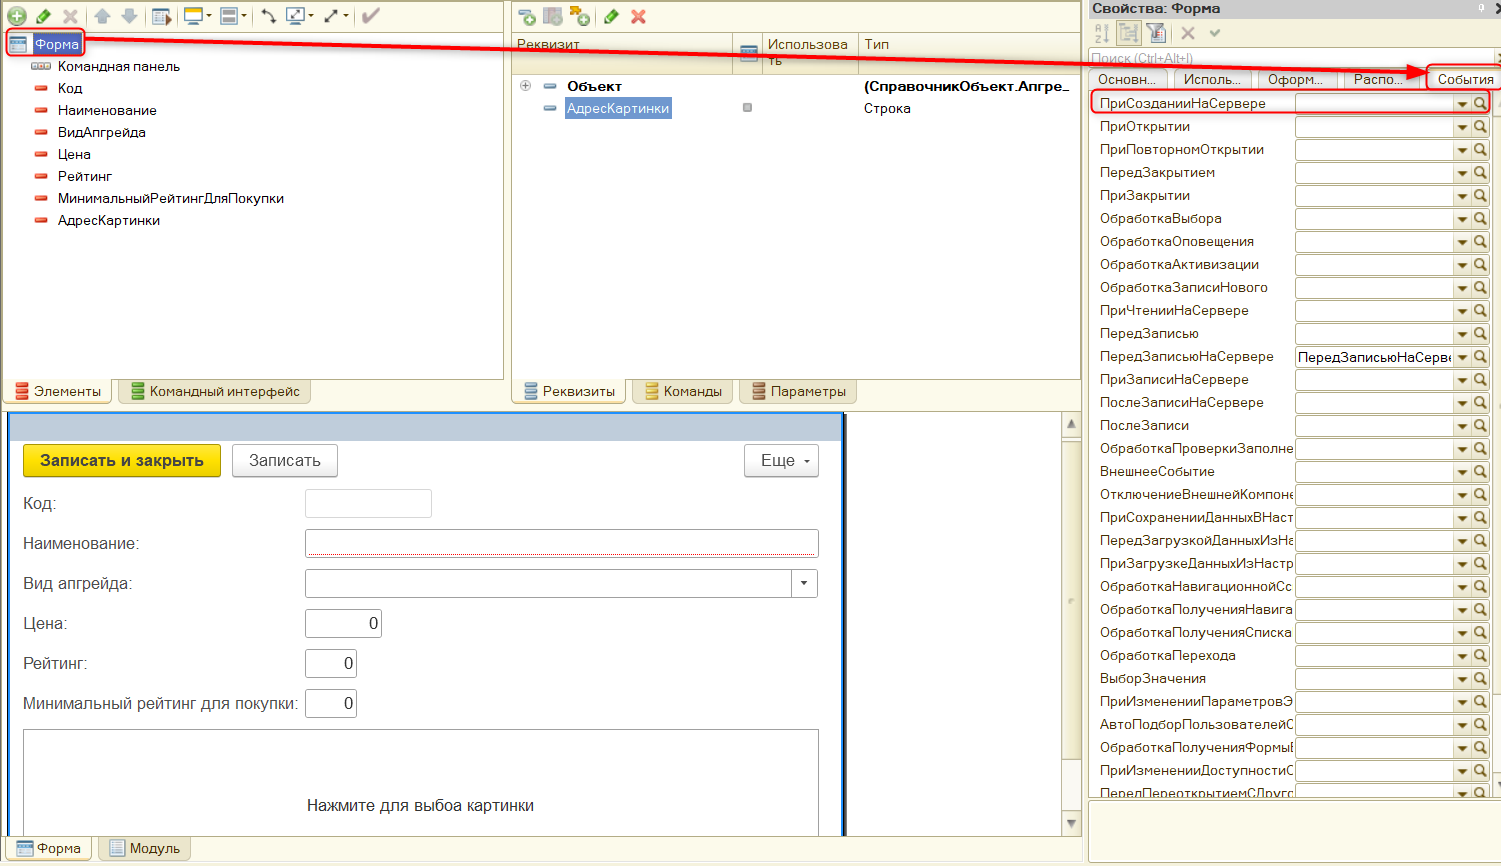 Форма
Командная панель
Код
Наименование
ВидАпгрейда
Цена
Рейтинг
МинимальныйРейтингДляПокупки
АдресКартинки
Элементы
Командный интерфейс
Реквизит
Использова
ть
Тип
Объект
(СправочникОбъект.Апгре...
АдресКартинки
Строка
Реквизиты
Команды
Параметры
Записать и закрыть
Записать
Еще
Код:
Наименование:
Вид апгрейда:
Цена:
0
Рейтинг:
0
Минимальный рейтинг для покупки:
0
Нажмите для выбоа картинки
Форма
Модуль
Свойства: Форма
Поиск (Ctrl+Alt+I)
Основн...
Исполь...
Оформ...
Распо...
События
ПриСозданииНаСервере
ПриОткрытии
ПриПовторномОткрытии
ПередЗакрытием
ПриЗакрытии
ОбработкаВыбора
ОбработкаОповещения
ОбработкаАктивизации
ОбработкаЗаписиНового
ПриЧтенииНаСервере
ПередЗаписью
ПередЗаписьюНаСервере
ПередЗаписьюНаСерве
ПриЗаписиНаСервере
ПослеЗаписиНаСервере
ПослеЗаписи
ОбработкаПроверкиЗаполне
ВнешнееСобытие
ОтключениеВнешнейКомпоне
ПриСохраненииДанныхВНаст
ПередЗагрузкойДанныхИзНа
ПриЗагрузкеДанныхИзНастр
ОбработкаНавигационнойСс
ОбработкаПолученияНавига
ОбработкаПолученияСписка
ОбработкаПерехода
ВыборЗначения
ПриИзмененииПараметровЭ
АвтоПодборПользователейС
ОбработкаПолученияФормыВ
ПриИзмененииДоступностиС
ПередПереоткрытиемСДруго